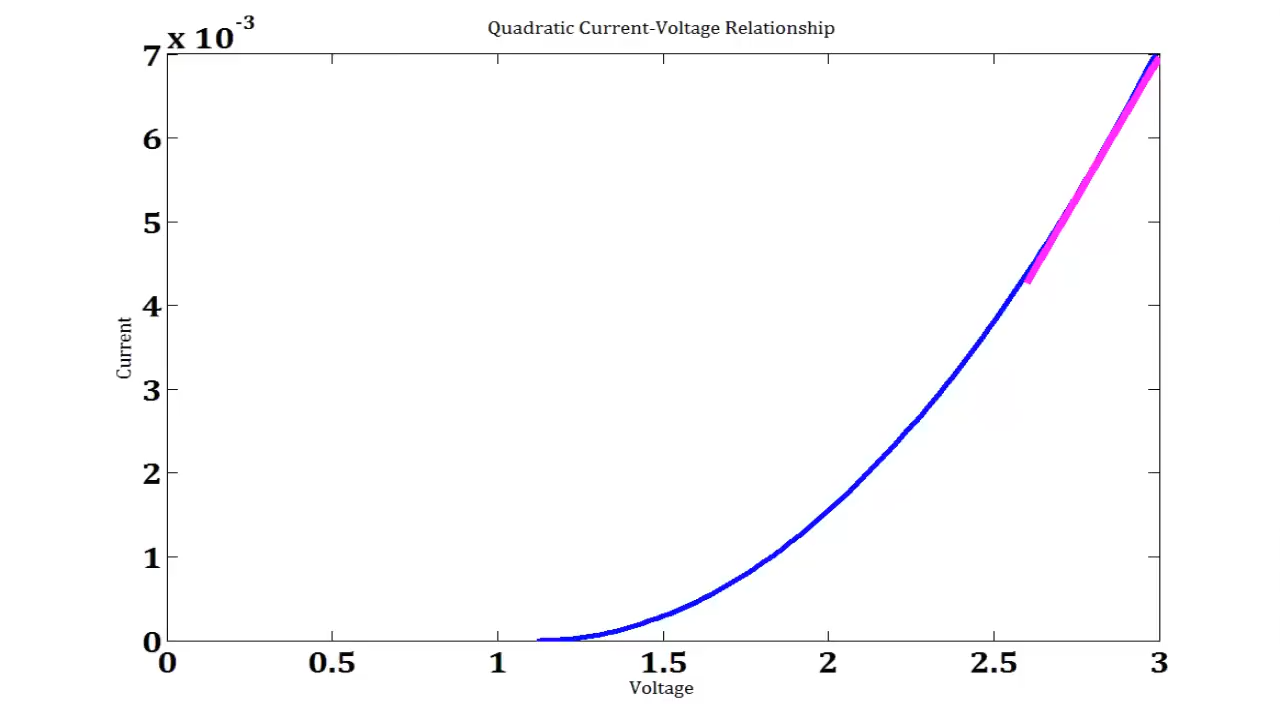 Quadratic Current-Voltage Relationship
x 10-3
7
6
5
4
3
2
1
0
Current
0 0.5 1 1.5 2 2.5 3
Voltage